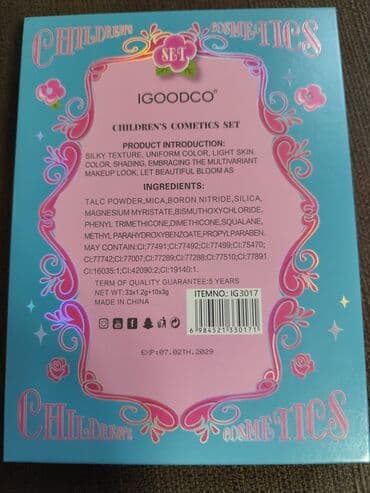 CHILDREN'S COSMETICS
SET
IGOODCO®
CHILDREN'S COMETICS SET
PRODUCT INTRODUCTION:
SILKY TEXTURE, UNIFORM COLOR, LIGHT SKIN.
COLOR, SHADING, EMBRACING THE MULTIVARIANT
MAKEUP LOOK, LET BEAUTIFUL BLOOM AS
INGREDIENTS:
TALC POWDER,MICA,BORON NITRIDE,SILICA,
MAGNESIUM MYRISTATE,BISMUTHOXYCHLORIDE,
PHENYL TRIMETHICONE,DIMETHICONE,SQUALANE,
METHYL PARAHYDROXYBENZOATE,PROPYLPARABEN.
MAY CONTAIN:CI:77491;CI:77492;CI:77499;CI:75470;
CI:77742;CI:77007;CI:77289;CI:77288;CI:77510;CI:77891
CI:16035:1;CI:42090:2;CI:19140:1.
TERM OF QUALITY GUARANTEE:5 YEARS
NET WT:33x1.2g+10x3g
MADE IN CHINA
ITEMNO.: IG3017
6 984521 330171
EXP:07.02TH.2029
CHILDREN'S COSMETICS